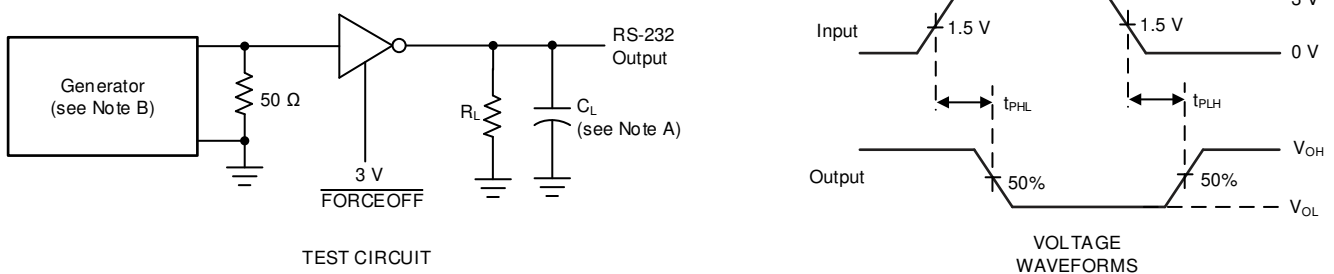 Generator
(see Note B)
50 Ω
3 V
FORCEOFF
R_L
C_L
(see Note A)
RS-232
Output
TEST CIRCUIT
3 V
Input
1.5 V
1.5 V
0 V
t_PHL
t_PLH
Output
50%
50%
V_OH
V_OL
VOLTAGE
WAVEFORMS